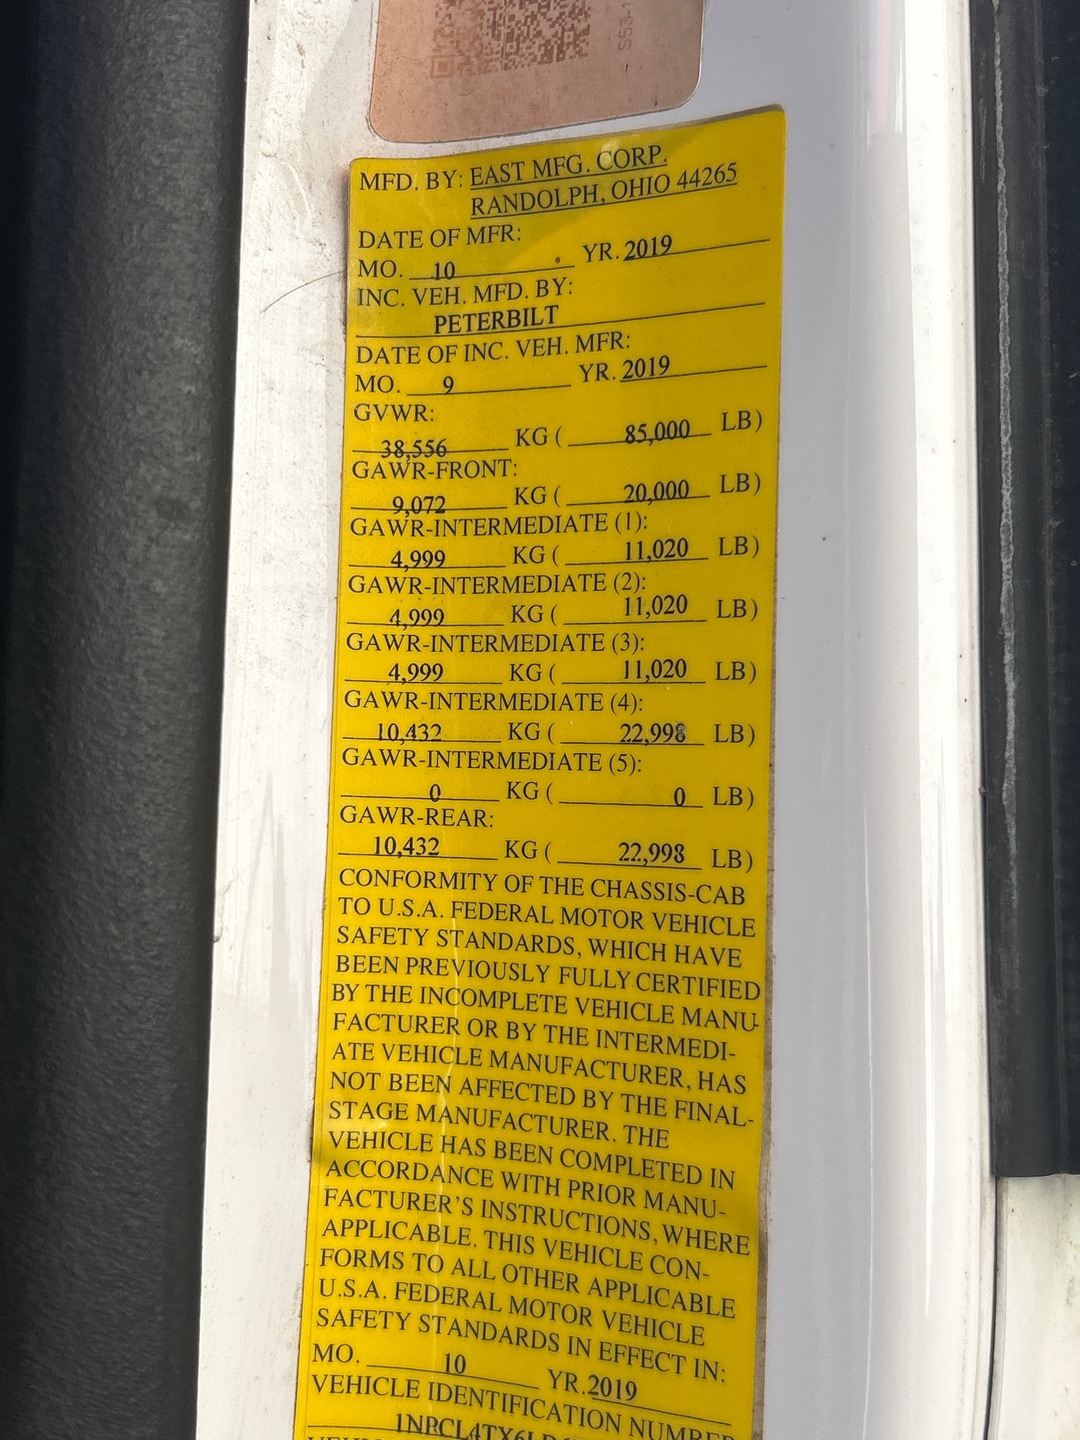 S53-1
MFD. BY: EAST MFG. CORP.
RANDOLPH, OHIO 44265
DATE OF MFR:
MO. 10 YR. 2019
INC. VEH. MFD. BY:
PETERBILT
DATE OF INC. VEH. MFR:
MO. 9 YR. 2019
GVWR:
38,556 KG ( 85,000 LB)
GAWR-FRONT:
9,072 KG ( 20,000 LB)
GAWR-INTERMEDIATE (1):
4,999 KG ( 11,020 LB)
GAWR-INTERMEDIATE (2):
4,999 KG ( 11,020 LB)
GAWR-INTERMEDIATE (3):
4,999 KG ( 11,020 LB)
GAWR-INTERMEDIATE (4):
10,432 KG ( 22,998 LB)
GAWR-INTERMEDIATE (5):
0 KG ( 0 LB)
GAWR-REAR:
10,432 KG ( 22,998 LB)
CONFORMITY OF THE CHASSIS-CAB
TO U.S.A. FEDERAL MOTOR VEHICLE
SAFETY STANDARDS, WHICH HAVE
BEEN PREVIOUSLY FULLY CERTIFIED
BY THE INCOMPLETE VEHICLE MANU-
FACTURER OR BY THE INTERMEDI-
ATE VEHICLE MANUFACTURER, HAS
NOT BEEN AFFECTED BY THE FINAL-
STAGE MANUFACTURER. THE
VEHICLE HAS BEEN COMPLETED IN
ACCORDANCE WITH PRIOR MANU-
FACTURER'S INSTRUCTIONS, WHERE
APPLICABLE. THIS VEHICLE CON-
FORMS TO ALL OTHER APPLICABLE
U.S.A. FEDERAL MOTOR VEHICLE
SAFETY STANDARDS IN EFFECT IN:
MO. 10 YR. 2019
VEHICLE IDENTIFICATION NUMBER